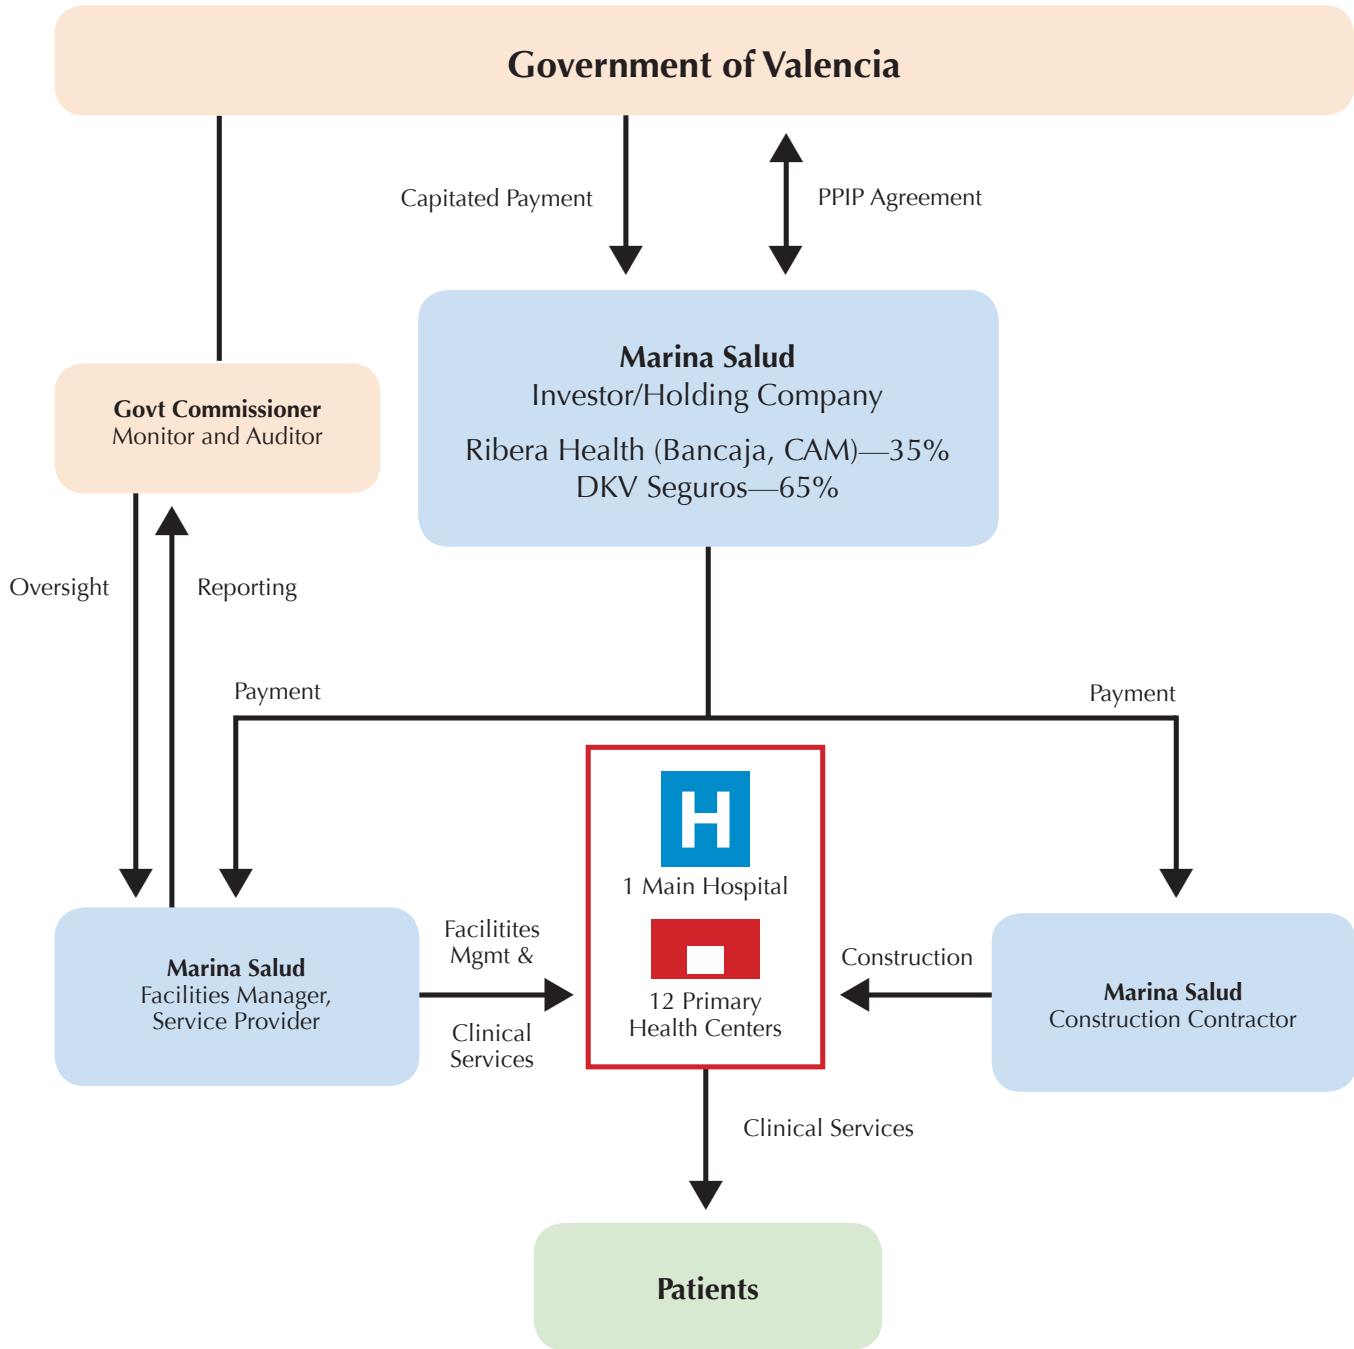 Government of Valencia
Capitated Payment
PPIP Agreement
Marina Salud
Investor/Holding Company
Ribera Health (Bancaja, CAM)—35%
DKV Seguros—65%
Govt Commissioner
Monitor and Auditor
Oversight
Reporting
Payment
Payment
H
1 Main Hospital
12 Primary
Health Centers
Marina Salud
Facilities Manager,
Service Provider
Facilitites
Mgmt &
Clinical
Services
Construction
Marina Salud
Construction Contractor
Clinical Services
Patients